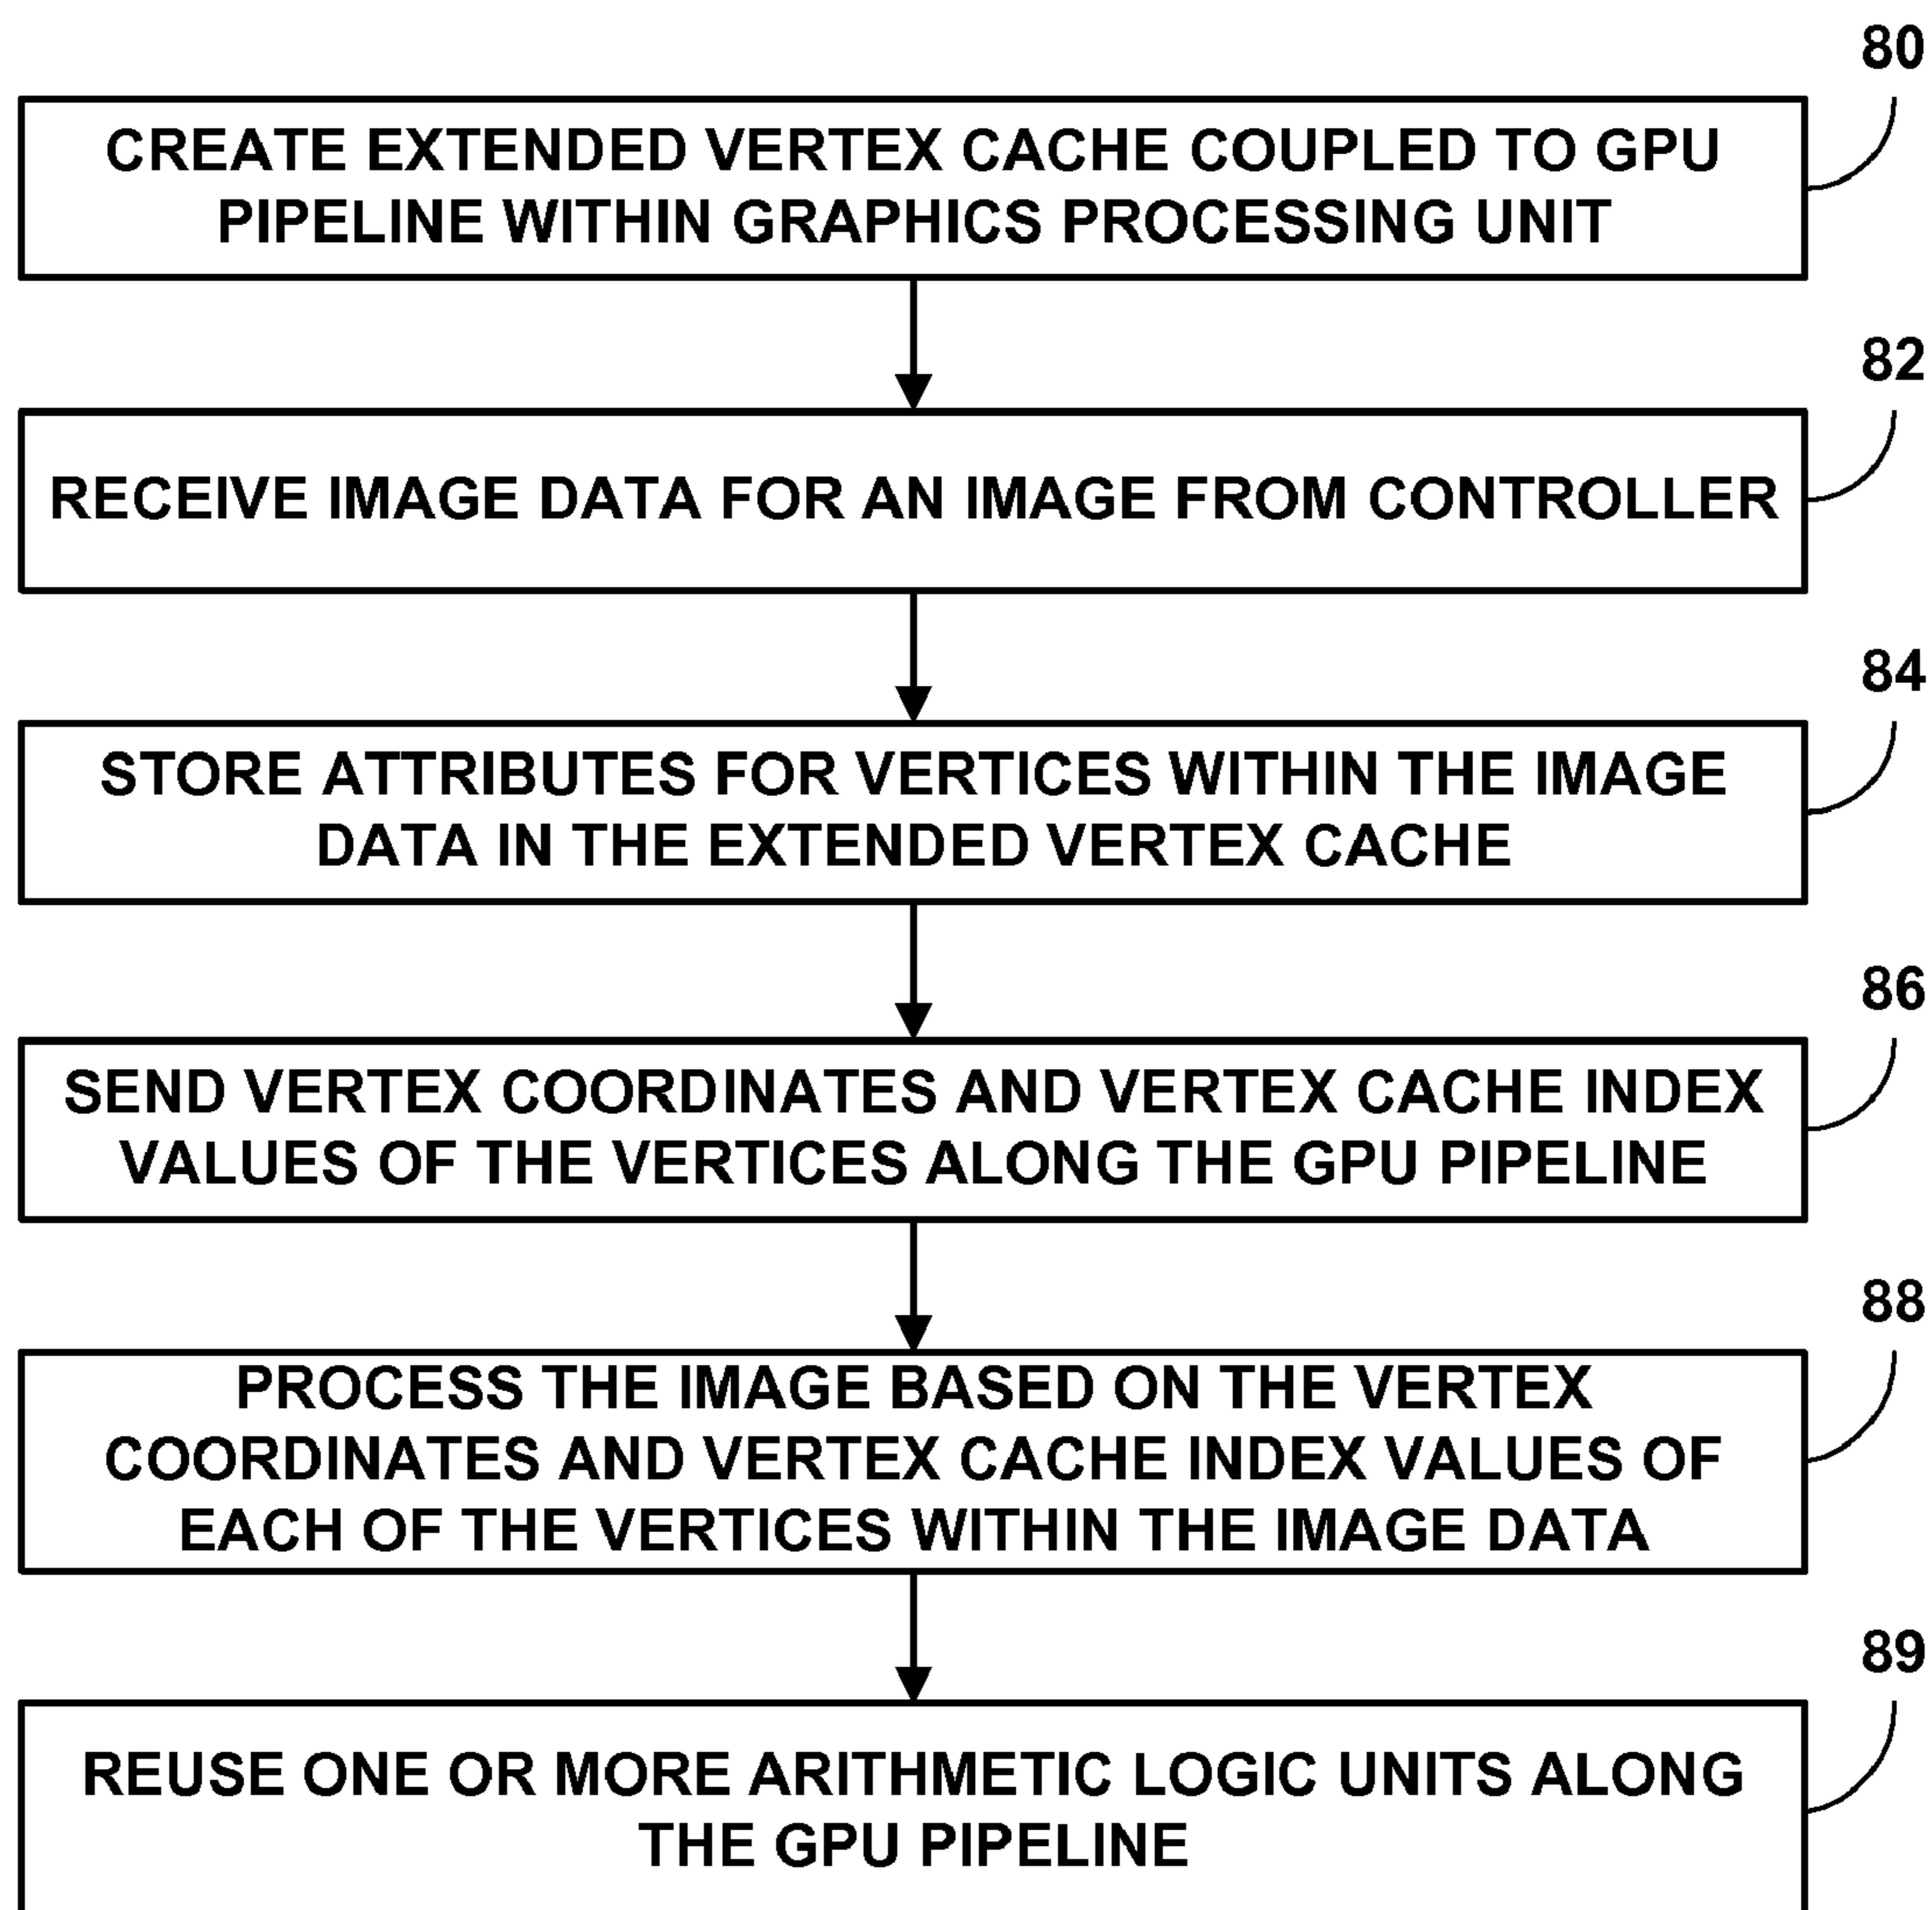 80
CREATE EXTENDED VERTEX CACHE COUPLED TO GPU
PIPELINE WITHIN GRAPHICS PROCESSING UNIT
82
RECEIVE IMAGE DATA FOR AN IMAGE FROM CONTROLLER
84
STORE ATTRIBUTES FOR VERTICES WITHIN THE IMAGE
DATA IN THE EXTENDED VERTEX CACHE
86
SEND VERTEX COORDINATES AND VERTEX CACHE INDEX
VALUES OF THE VERTICES ALONG THE GPU PIPELINE
88
PROCESS THE IMAGE BASED ON THE VERTEX
COORDINATES AND VERTEX CACHE INDEX VALUES OF
EACH OF THE VERTICES WITHIN THE IMAGE DATA
89
REUSE ONE OR MORE ARITHMETIC LOGIC UNITS ALONG
THE GPU PIPELINE